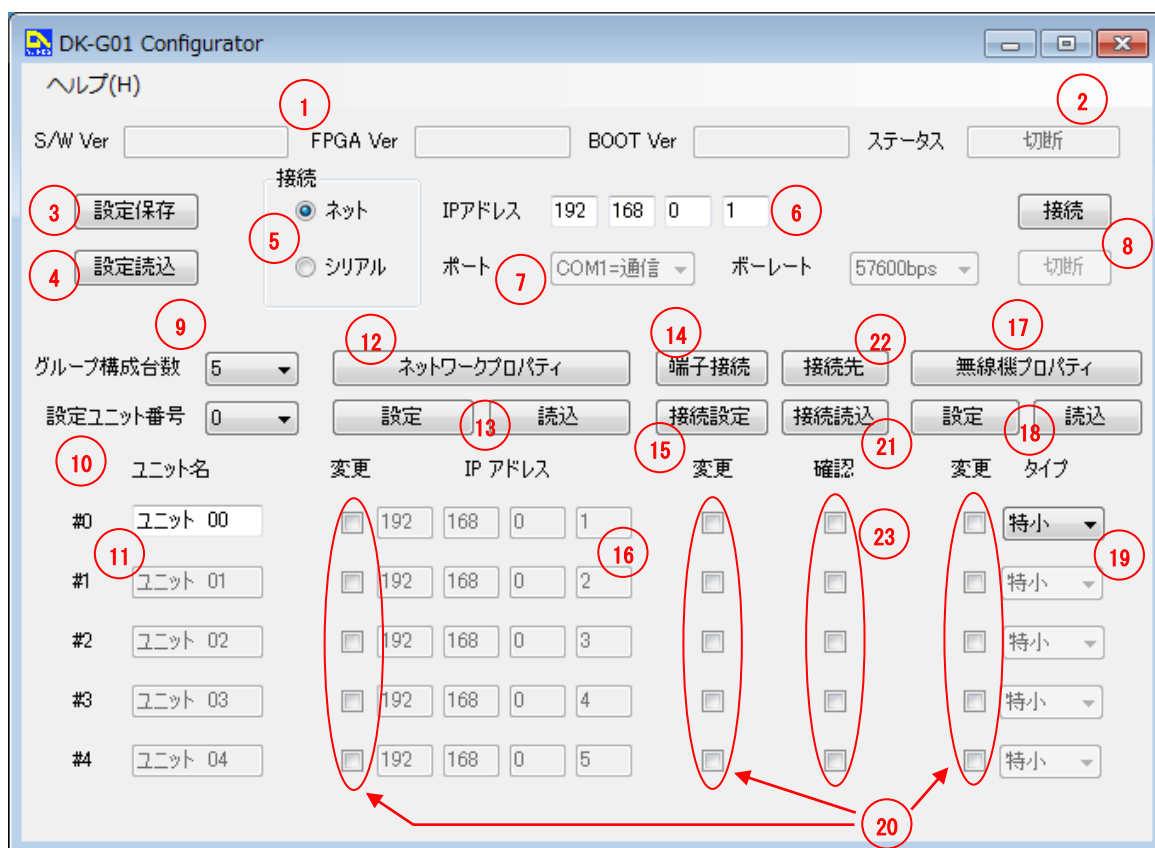 DK-G01 Configurator
ヘルプ(H)
1 2
S/W Ver FPGA Ver BOOT Ver ステータス 切断
接続
3 設定保存 ネット IPアドレス 192 168 0 1 6 接続
5 8
4 設定読込 シリアル ポート 7 COM1=通信 ボーレート 57600bps 切断
9 12 14 22 17
グループ構成台数 5 ネットワークプロパティ 端子接続 接続先 無線機プロパティ
設定ユニット番号 0 設定 13 読込 接続設定 接続読込 設定 18 読込
15 21
10 ユニット名 変更 IP アドレス 変更 確認 変更 タイプ
#0 ユニット 00 192 168 0 1 特小
11 16 23 19
#1 ユニット 01 192 168 0 2 特小
#2 ユニット 02 192 168 0 3 特小
#3 ユニット 03 192 168 0 4 特小
#4 ユニット 04 192 168 0 5 特小
20